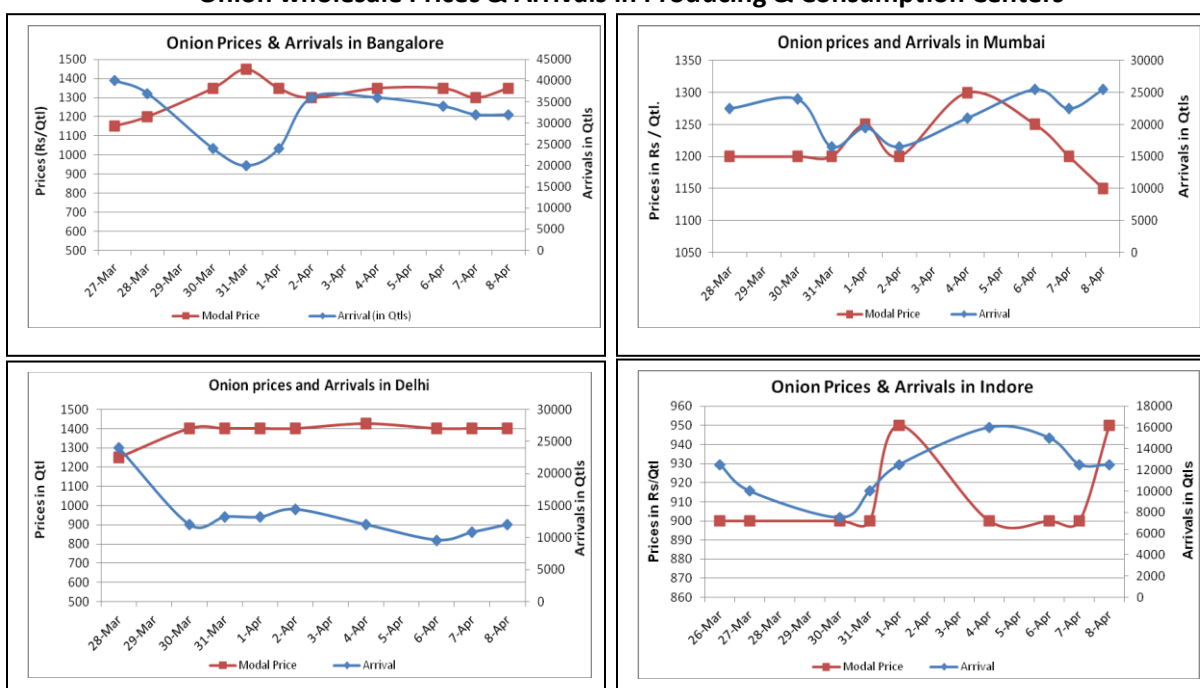 Onion wholesale Prices & Arrivals in Producing & Consumption Centers
Onion Prices & Arrivals in Bangalore
Prices (Rs/Qtl)
1500
1400
1300
1200
1100
1000
900
800
700
600
500
45000
40000
35000
30000
25000
20000
15000
10000
5000
0
Arrivals in Qtls
27-Mar
28-Mar
29-Mar
30-Mar
31-Mar
1-Apr
2-Apr
3-Apr
4-Apr
5-Apr
6-Apr
7-Apr
8-Apr
Modal Price
Arrival (in Qtls)
Onion prices and Arrivals in Mumbai
Prices in Rs / Qtl.
1350
1300
1250
1200
1150
1100
1050
30000
25000
20000
15000
10000
5000
0
Arrivals in Qtls
28-Mar
29-Mar
30-Mar
31-Mar
1-Apr
2-Apr
3-Apr
4-Apr
5-Apr
6-Apr
7-Apr
8-Apr
Modal Price
Arrival
Onion prices and Arrivals in Delhi
Prices in Qtl
1500
1400
1300
1200
1100
1000
900
800
700
600
500
30000
25000
20000
15000
10000
5000
0
Arrivals in Qtls
28-Mar
29-Mar
30-Mar
31-Mar
1-Apr
2-Apr
3-Apr
4-Apr
5-Apr
6-Apr
7-Apr
8-Apr
Modal Price
Arrival
Onion Prices & Arrivals in Indore
Prices in Rs/Qtl
960
950
940
930
920
910
900
890
880
870
860
18000
16000
14000
12000
10000
8000
6000
4000
2000
0
Arrivals in Qtls
26-Mar
27-Mar
28-Mar
29-Mar
30-Mar
31-Mar
1-Apr
2-Apr
3-Apr
4-Apr
5-Apr
6-Apr
7-Apr
8-Apr
Modal Price
Arrival